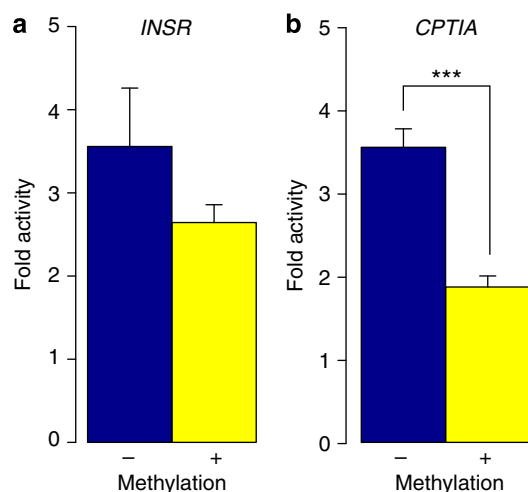 a
INSR
5
4
3
2
1
0
Fold activity
– +
Methylation
b
CPTIA
5
4
3
2
1
0
Fold activity
***
– +
Methylation